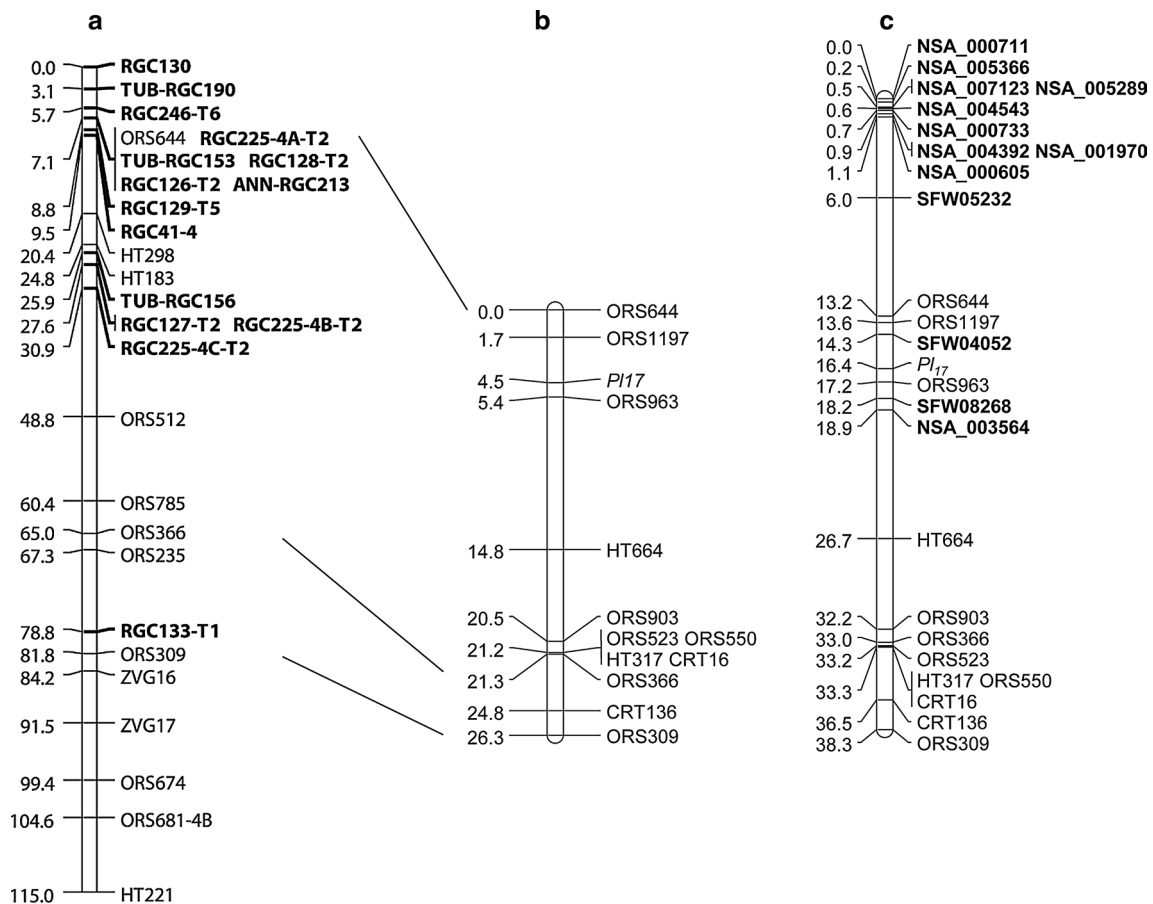 a
0.0 RGC130
3.1 TUB-RGC190
5.7 RGC246-T6
ORS644 RGC225-4A-T2
7.1 TUB-RGC153 RGC128-T2
RGC126-T2 ANN-RGC213
8.8 RGC129-T5
9.5 RGC41-4
20.4 HT298
24.8 HT183
25.9 TUB-RGC156
27.6 RGC127-T2 RGC225-4B-T2
30.9 RGC225-4C-T2
48.8 ORS512
60.4 ORS785
65.0 ORS366
67.3 ORS235
78.8 RGC133-T1
81.8 ORS309
84.2 ZVG16
91.5 ZVG17
99.4 ORS674
104.6 ORS681-4B
115.0 HT221
b
0.0 ORS644
1.7 ORS1197
4.5 Pl17
5.4 ORS963
14.8 HT664
20.5 ORS903
21.2 ORS523 ORS550
HT317 CRT16
21.3 ORS366
24.8 CRT136
26.3 ORS309
c
0.0 NSA_000711
0.2 NSA_005366
0.5 NSA_007123 NSA_005289
0.6 NSA_004543
0.7 NSA_000733
0.9 NSA_004392 NSA_001970
1.1 NSA_000605
6.0 SFW05232
13.2 ORS644
13.6 ORS1197
14.3 SFW04052
16.4 Pl17
17.2 ORS963
18.2 SFW08268
18.9 NSA_003564
26.7 HT664
32.2 ORS903
33.0 ORS366
33.2 ORS523
33.3 HT317 ORS550
CRT16
36.5 CRT136
38.3 ORS309